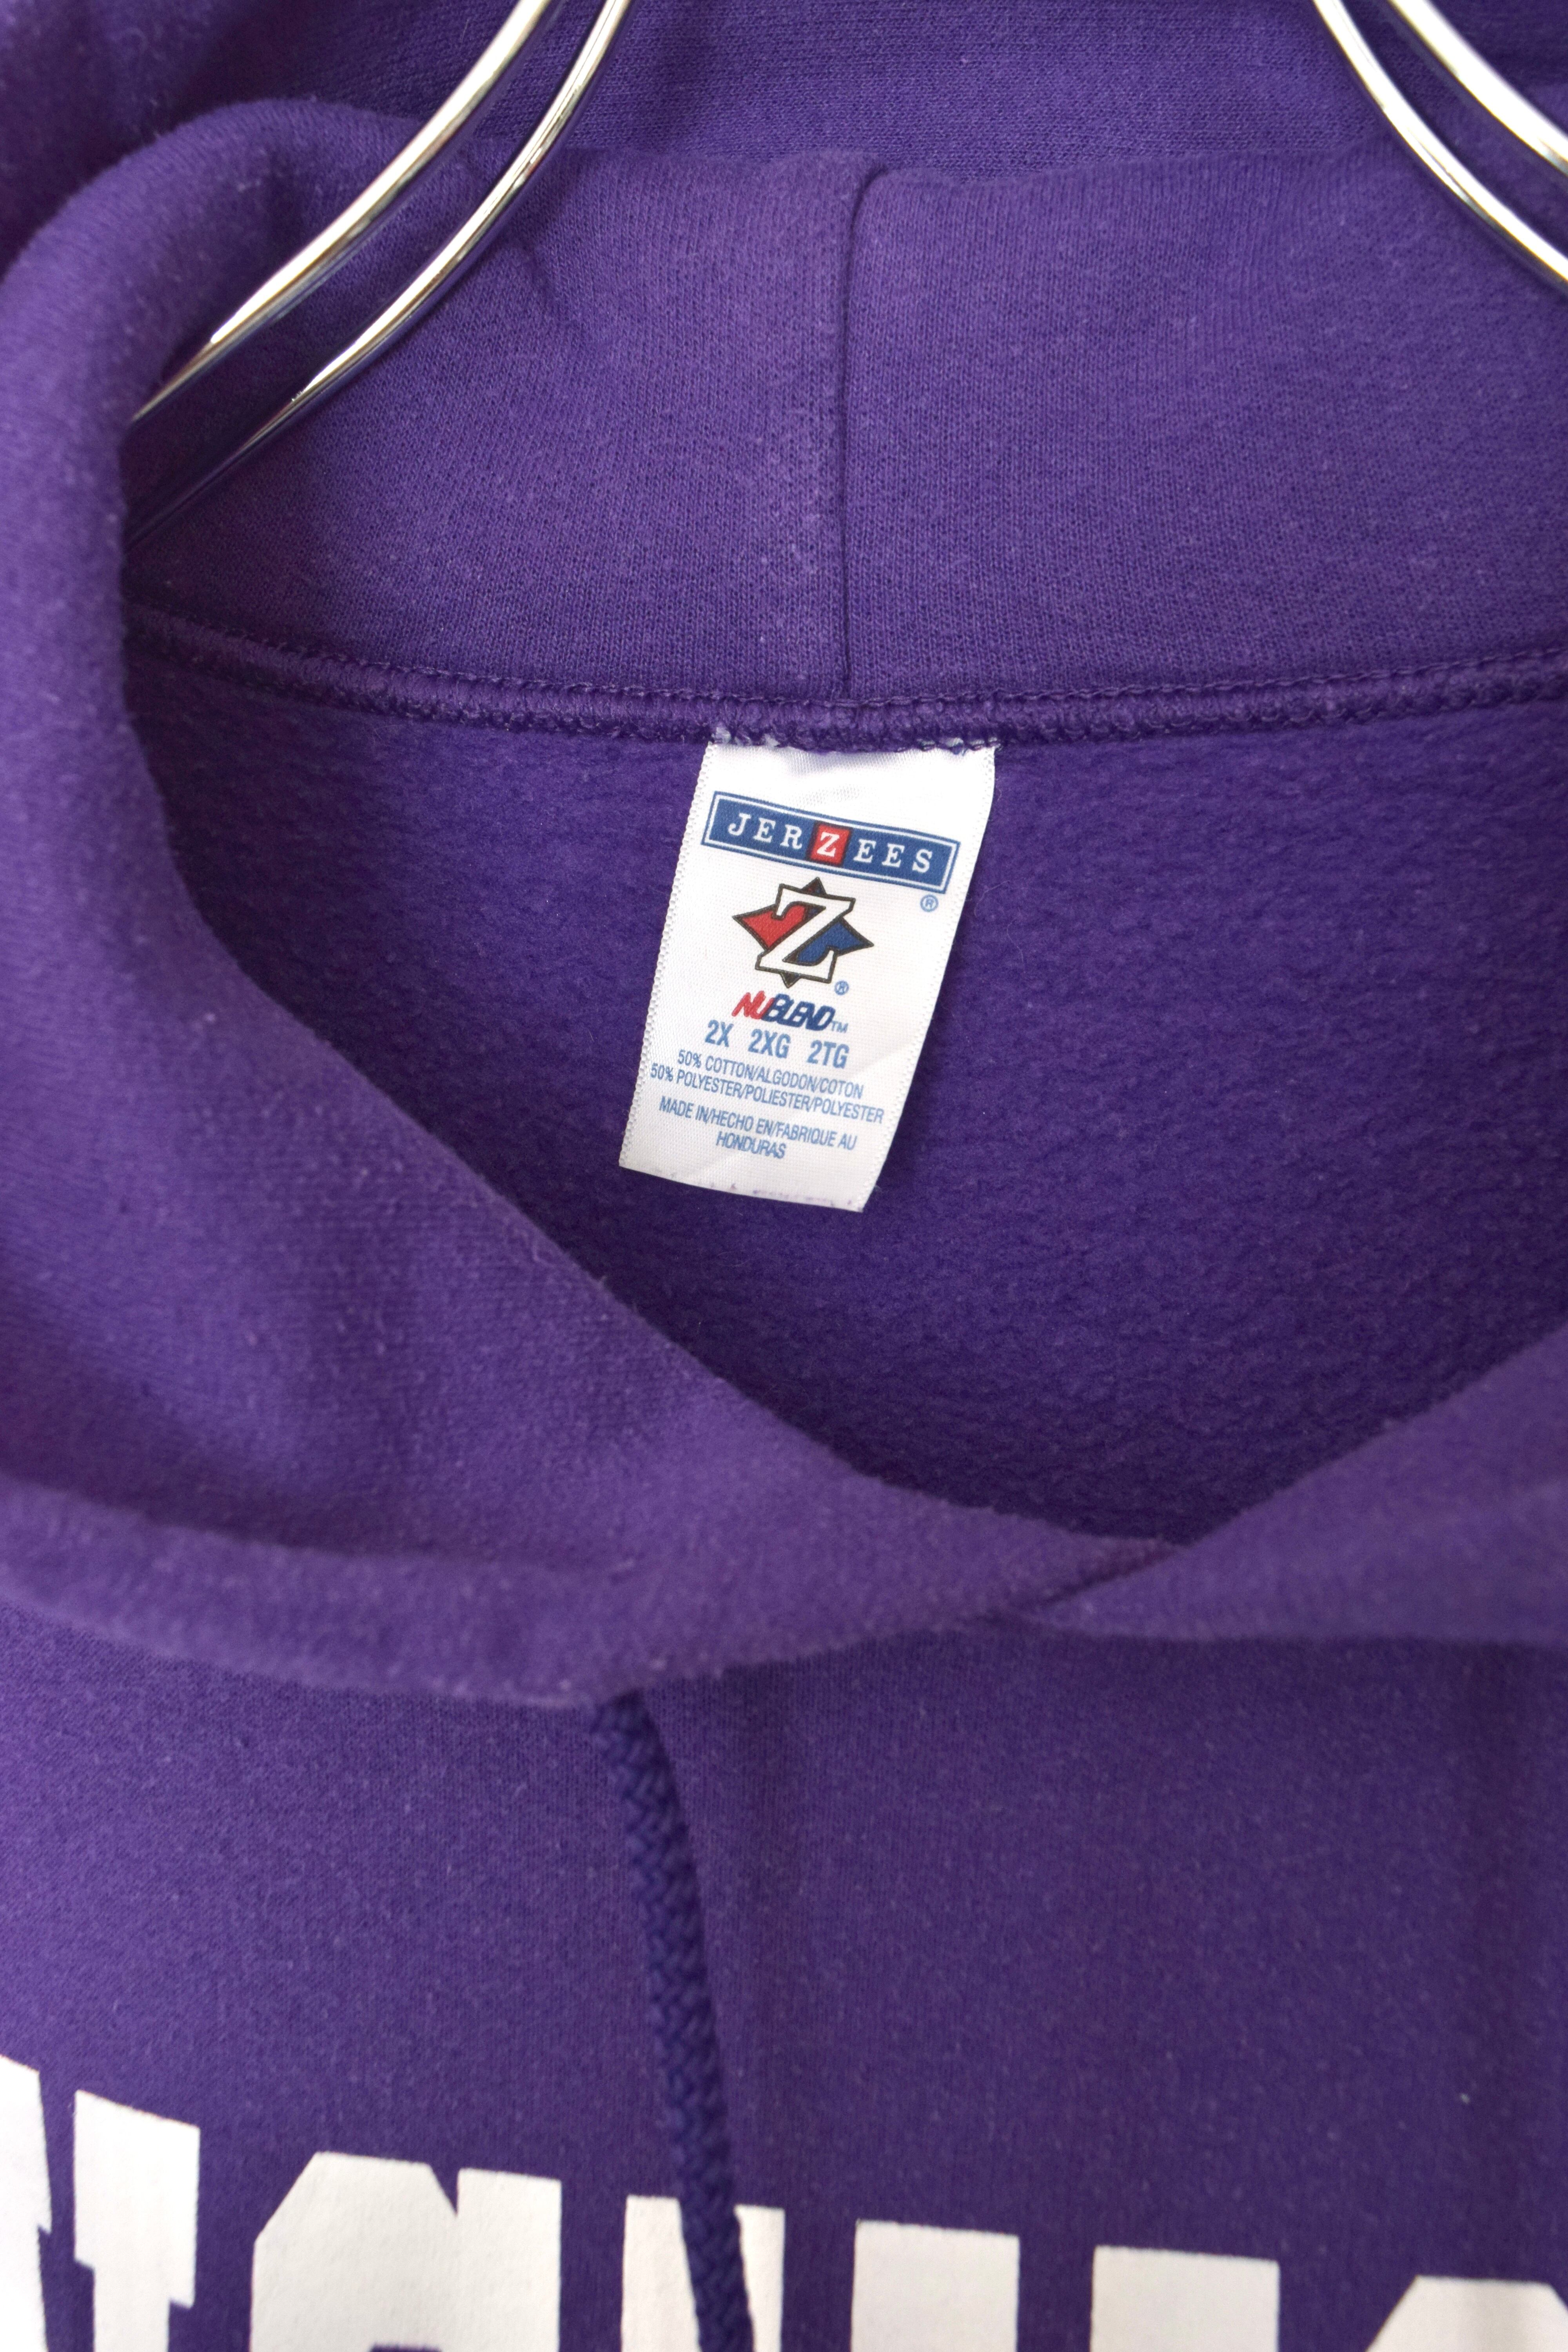 JERZEES
®
Z
®
NUBLEND™
2X 2XG 2TG
50% COTTON/ALGODON/COTON
50% POLYESTER/POLIESTER/POLYESTER
MADE IN/HECHO EN/FABRIQUE AU
HONDURAS